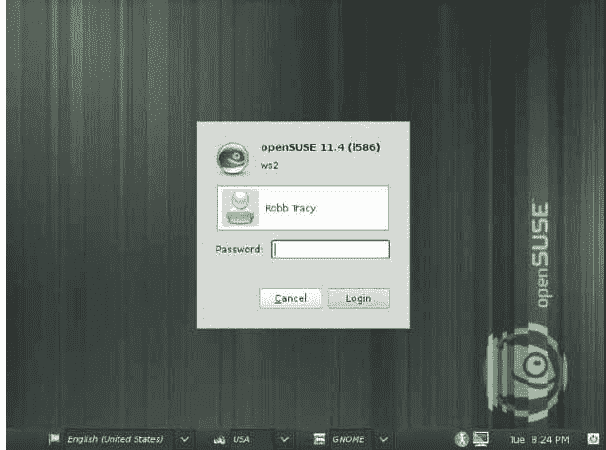 openSUSE 11.4 (i586)
ws2
Robb Tracy
Password:
Cancel
Login
openSUSE
English (United States)
USA
GNOME
Tue 8:24 PM